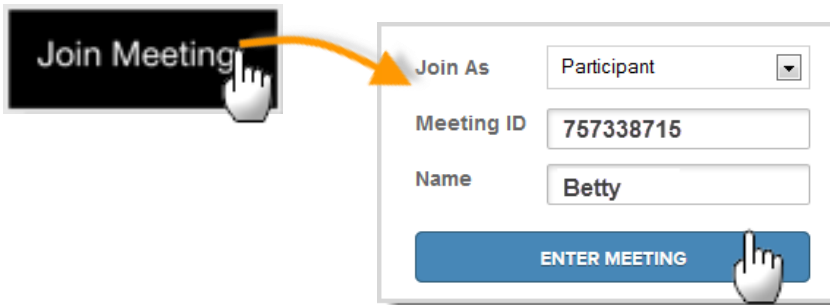 Join Meeting
Join As Participant
Meeting ID 757338715
Name Betty
ENTER MEETING